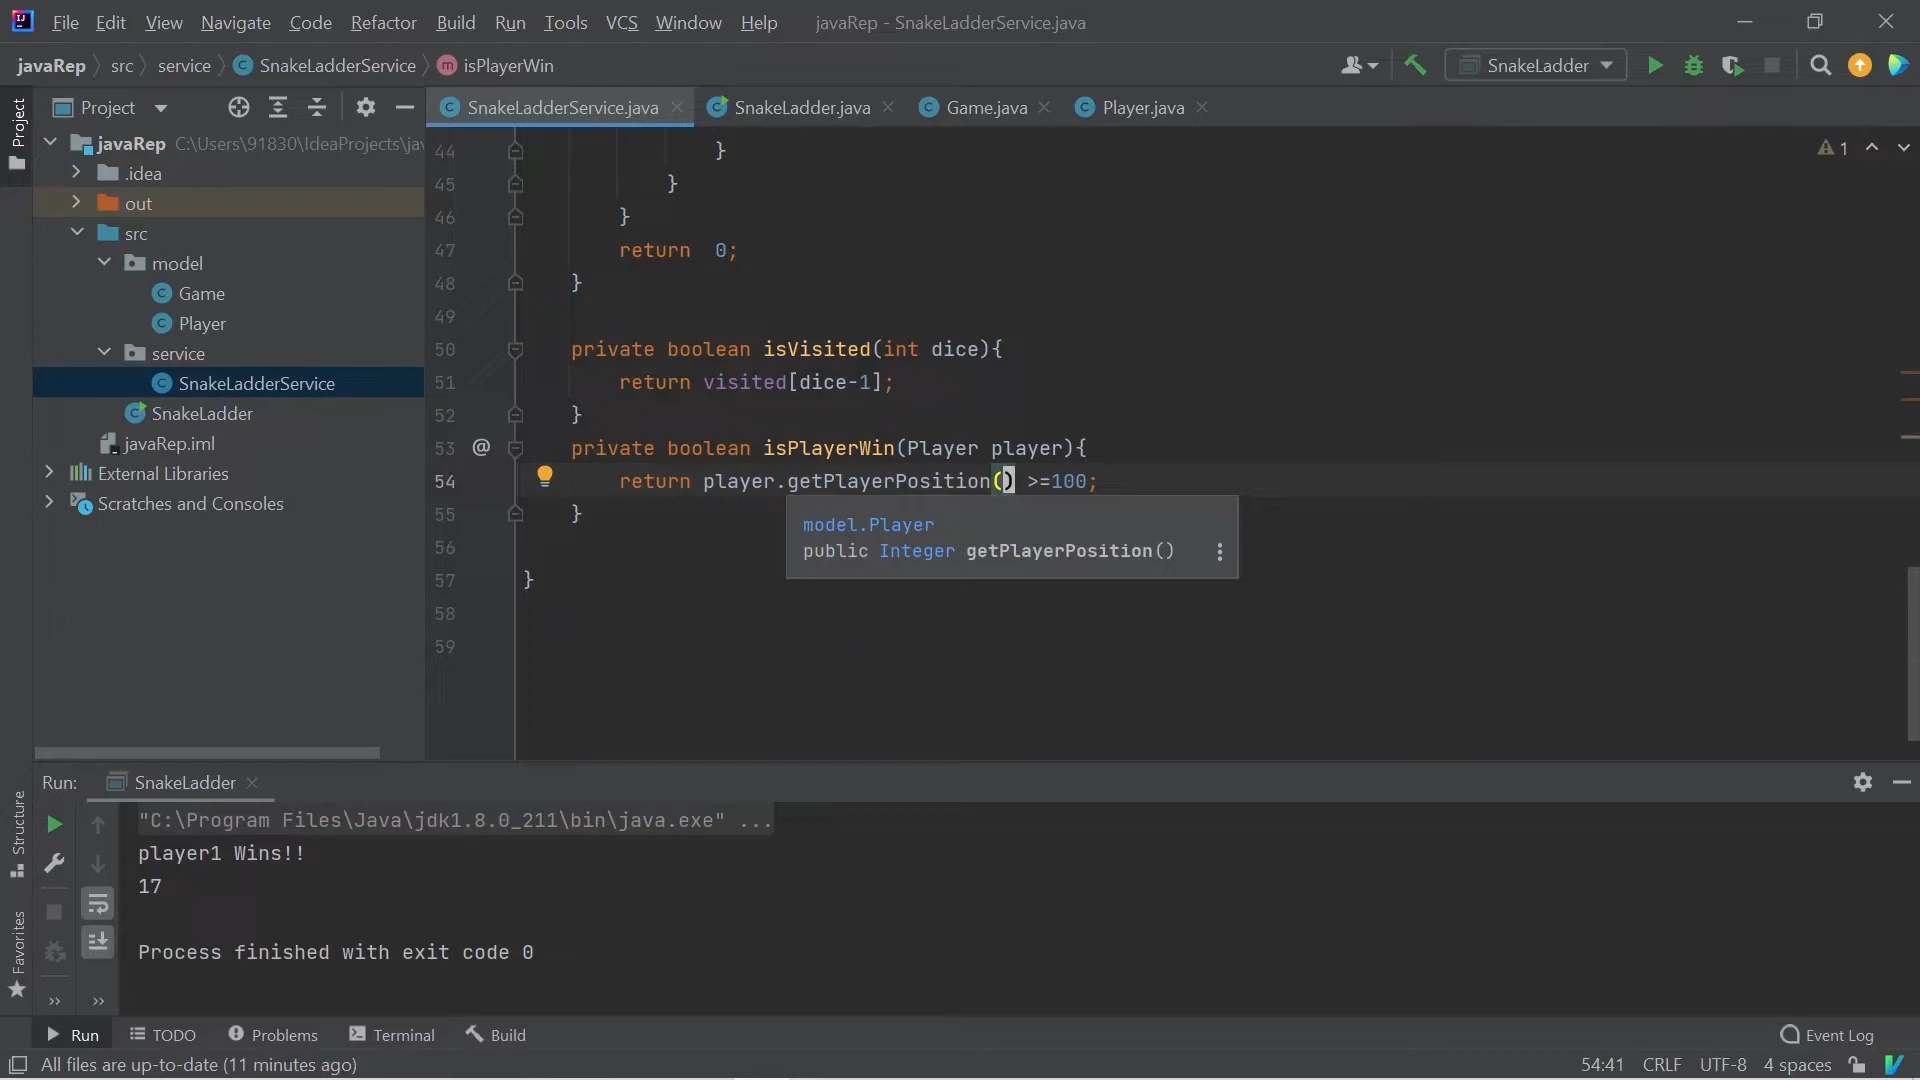 File Edit View Navigate Code Refactor Build Run Tools VCS Window Help javaRep - SnakeLadderService.java
javaRep src service SnakeLadderService isPlayerWin SnakeLadder
Project SnakeLadderService.java SnakeLadder.java Game.java Player.java
javaRep C:\Users\91830\IdeaProjects\jav
.idea
out
src
model
Game
Player
service
SnakeLadderService
SnakeLadder
javaRep.iml
External Libraries
Scratches and Consoles
Project
Structure
Favorites
1
44 }
45 }
46 }
47 return 0;
48 }
49
50 private boolean isVisited(int dice){
51 return visited[dice-1];
52 }
53 @ private boolean isPlayerWin(Player player){
54 return player.getPlayerPosition() >=100;
55 }
56
57 }
58
59
model.Player
public Integer getPlayerPosition()
Run: SnakeLadder
"C:\Program Files\Java\jdk1.8.0_211\bin\java.exe" ...
player1 Wins!!
17
Process finished with exit code 0
Run TODO Problems Terminal Build Event Log
All files are up-to-date (11 minutes ago) 54:41 CRLF UTF-8 4 spaces